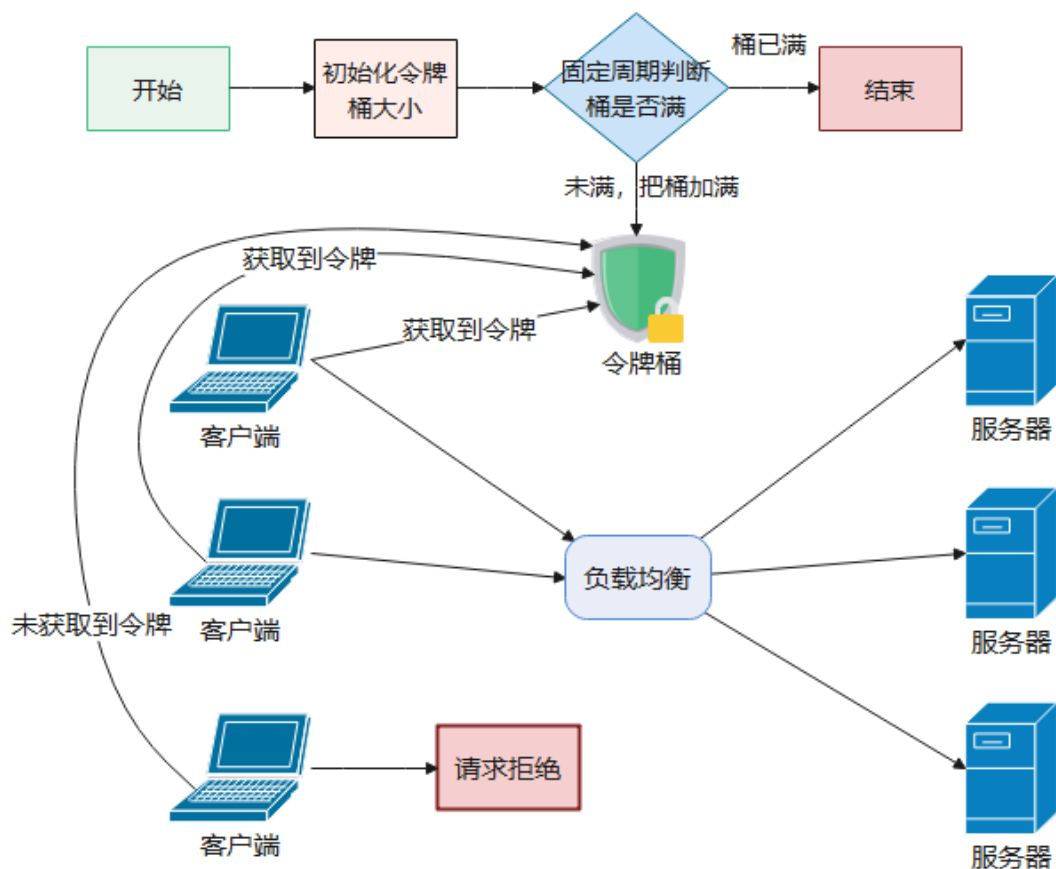 开始
初始化令牌
桶大小
固定周期判断
桶是否满
桶已满
结束
未满，把桶加满
获取到令牌
获取到令牌
令牌桶
客户端
服务器
负载均衡
客户端
服务器
未获取到令牌
请求拒绝
客户端
服务器